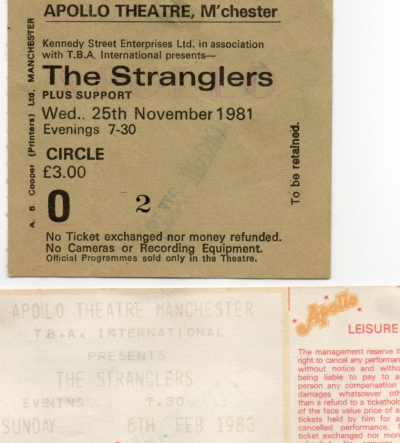 APOLLO THEATRE, M'chester
Kennedy Street Enterprises Ltd. in association
with T.B.A. International presents—
The Stranglers
PLUS SUPPORT
Wed.. 25th November 1981
Evenings 7-30
CIRCLE
£3.00
O 2
No Ticket exchanged nor money refunded.
No Cameras or Recording Equipment.
Official Programmes sold only in the Theatre.
A. B. Cooper (Printers) Ltd, MANCHESTER
To be retained.
APOLLO THEATRE MANCHESTER
T.B.A. INTERNATIONAL
PRESENTS
THE STRANGLERS
EVENING 7.30
SUNDAY 6TH FEB 1983
Apollo
LEISURE
The management reserve
right to cancel any performan
without notice and witho
being liable to pay to a
person any compensation
damages whatsoever oth
than a refund to a tickethold
of the face value price of a
tickets held by him for a
cancelled performance.
ticket exchanged nor mon